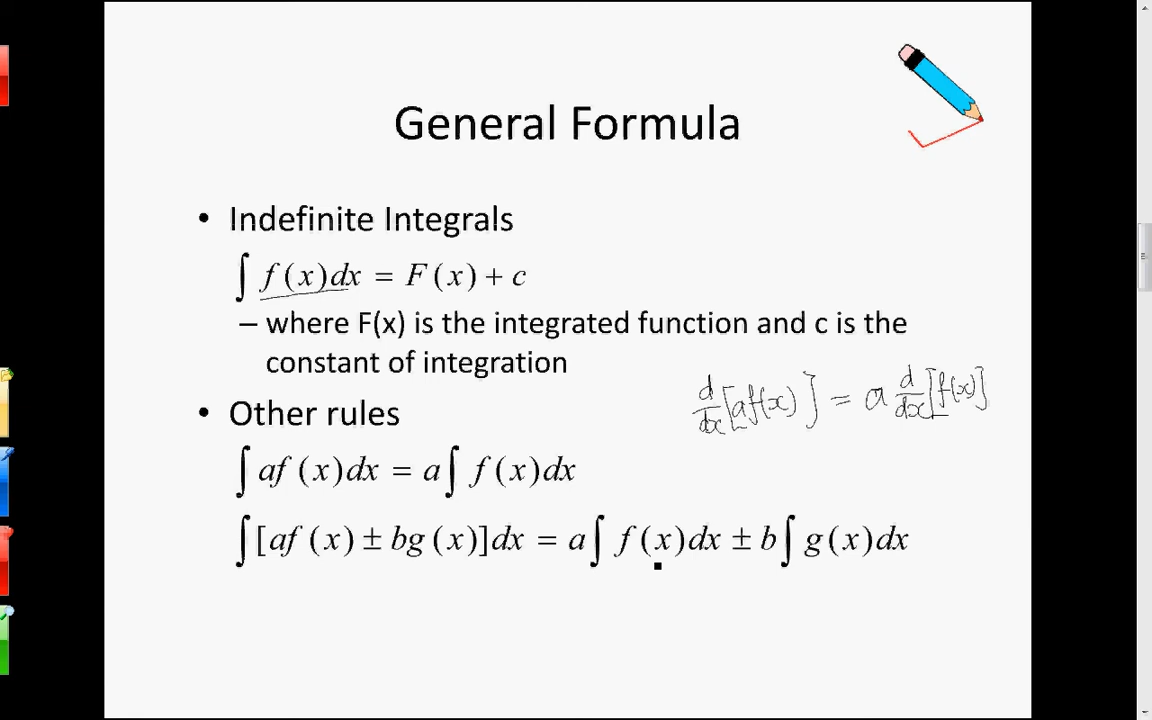 General Formula
• Indefinite Integrals
∫ f(x)dx = F(x) + c
– where F(x) is the integrated function and c is the
constant of integration
d/dx [af(x)] = a d/dx [f(x)]
• Other rules
∫ af(x)dx = a∫ f(x)dx
∫[af(x) ± bg(x)]dx = a∫ f(x)dx ± b∫ g(x)dx